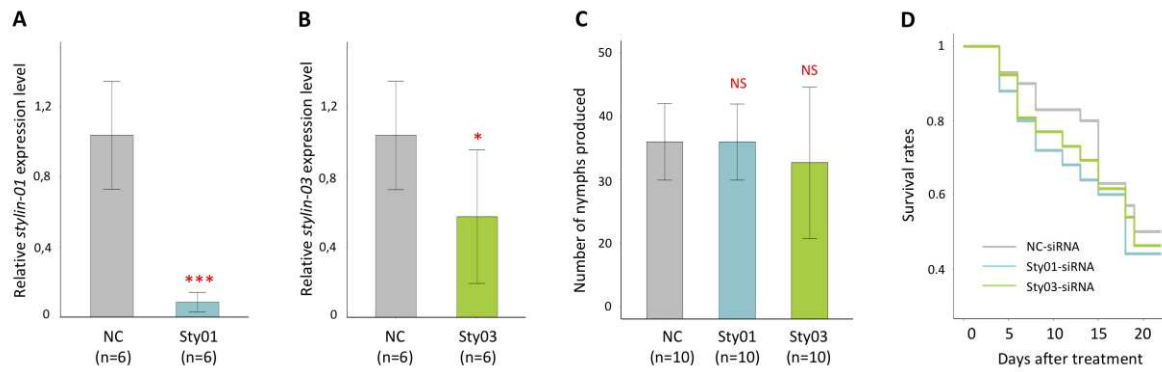 A
Relative stylin-01 expression level
1,2
0,8
0,4
0
***
NC
(n=6)
Sty01
(n=6)
B
Relative stylin-03 expression level
1,2
0,8
0,4
0
*
NC
(n=6)
Sty03
(n=6)
C
Number of nymphs produced
50
40
30
20
0
NS
NS
NC
(n=10)
Sty01
(n=10)
Sty03
(n=10)
D
Survival rates
1
0.8
0.6
0.4
NC-siRNA
Sty01-siRNA
Sty03-siRNA
0
5
10
15
20
Days after treatment